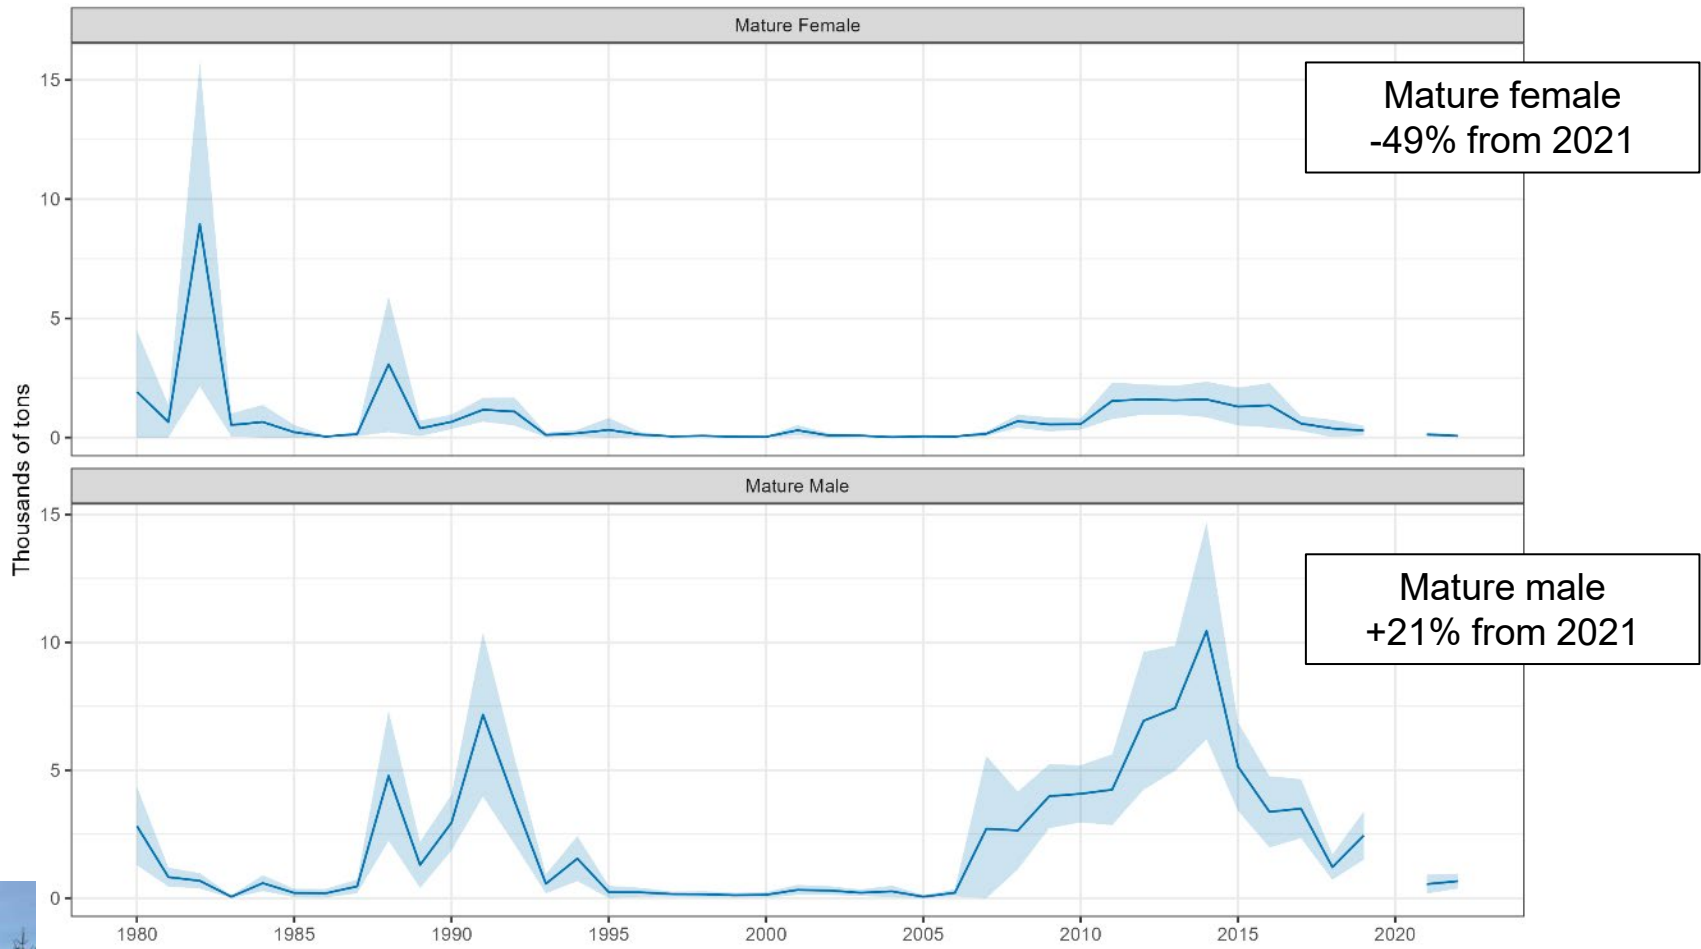 Mature Female
15
10
5
0
Mature female
-49% from 2021
Thousands of tons
Mature Male
15
10
5
0
Mature male
+21% from 2021
1980 1985 1990 1995 2000 2005 2010 2015 2020